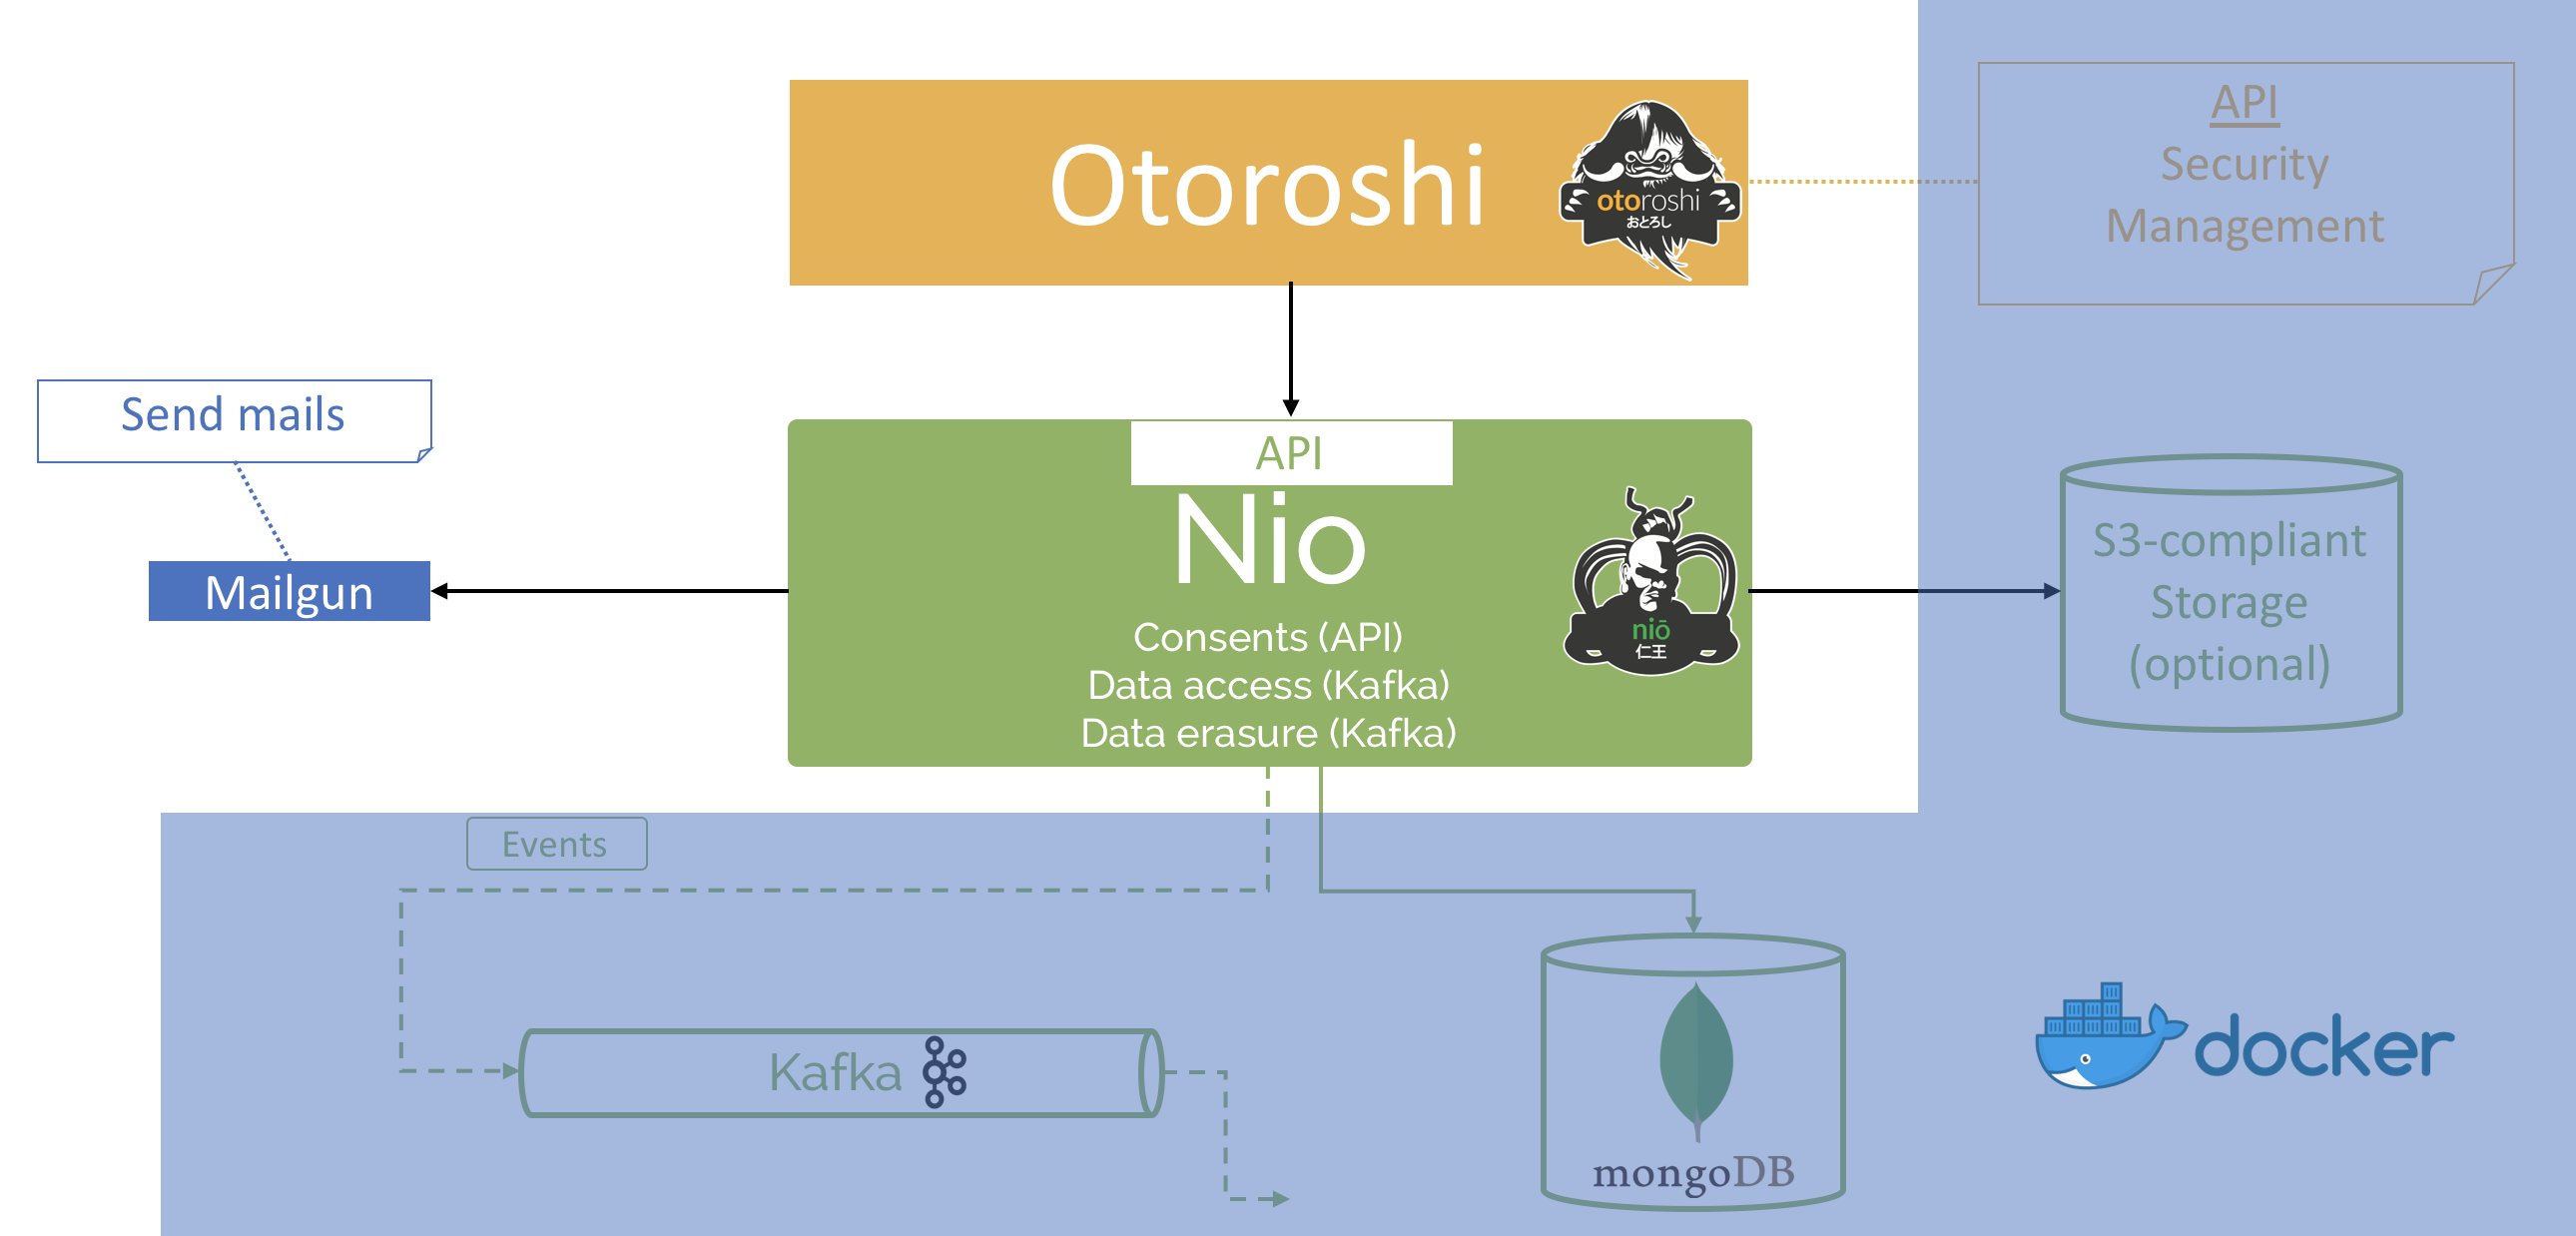 Otoroshi
otoroshi
おとろし
API
Security
Management
Send mails
API
Nio
Mailgun
Consents (API)
Data access (Kafka)
Data erasure (Kafka)
niō
仁王
S3-compliant
Storage
(optional)
Events
Kafka
mongoDB
docker